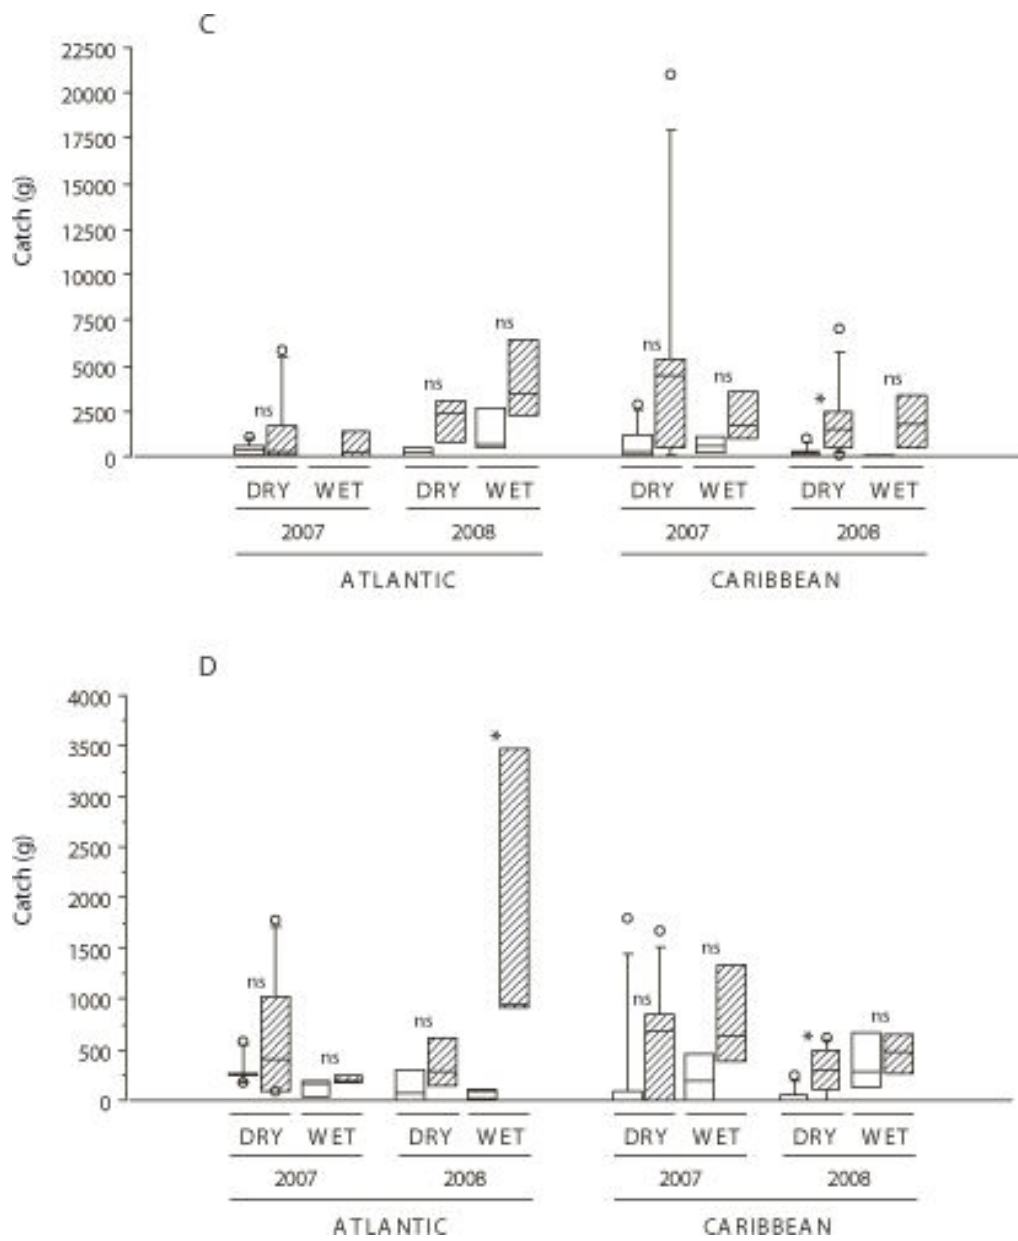 C
22500
20000
17500
15000
12500
10000
7500
5000
2500
0
Catch (g)
ns
ns
ns
ns
ns
*
ns
DRY WET DRY WET DRY WET DRY WET
2007 2008 2007 2008
ATLANTIC CARIBBEAN
D
4000
3500
3000
2500
2000
1500
1000
500
0
Catch (g)
*
ns
ns
ns
ns
ns
*
ns
DRY WET DRY WET DRY WET DRY WET
2007 2008 2007 2008
ATLANTIC CARIBBEAN